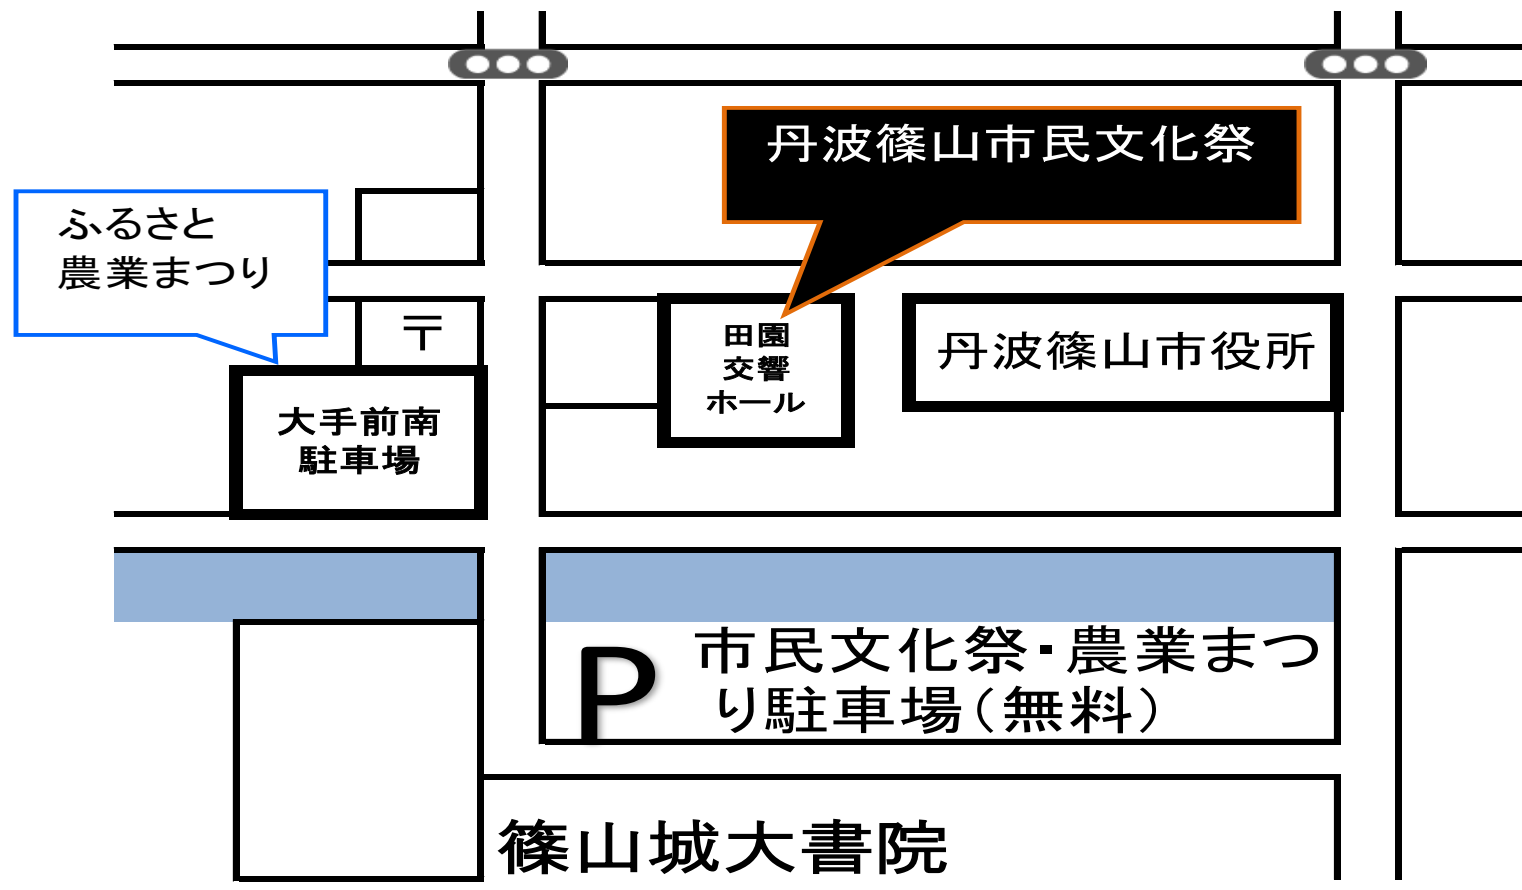 丹波篠山市民文化祭
ふるさと
農業まつり
〒
田園
交響
ホール
丹波篠山市役所
大手前南
駐車場
P
市民文化祭・農業まつ
り駐車場(無料)
篠山城大書院